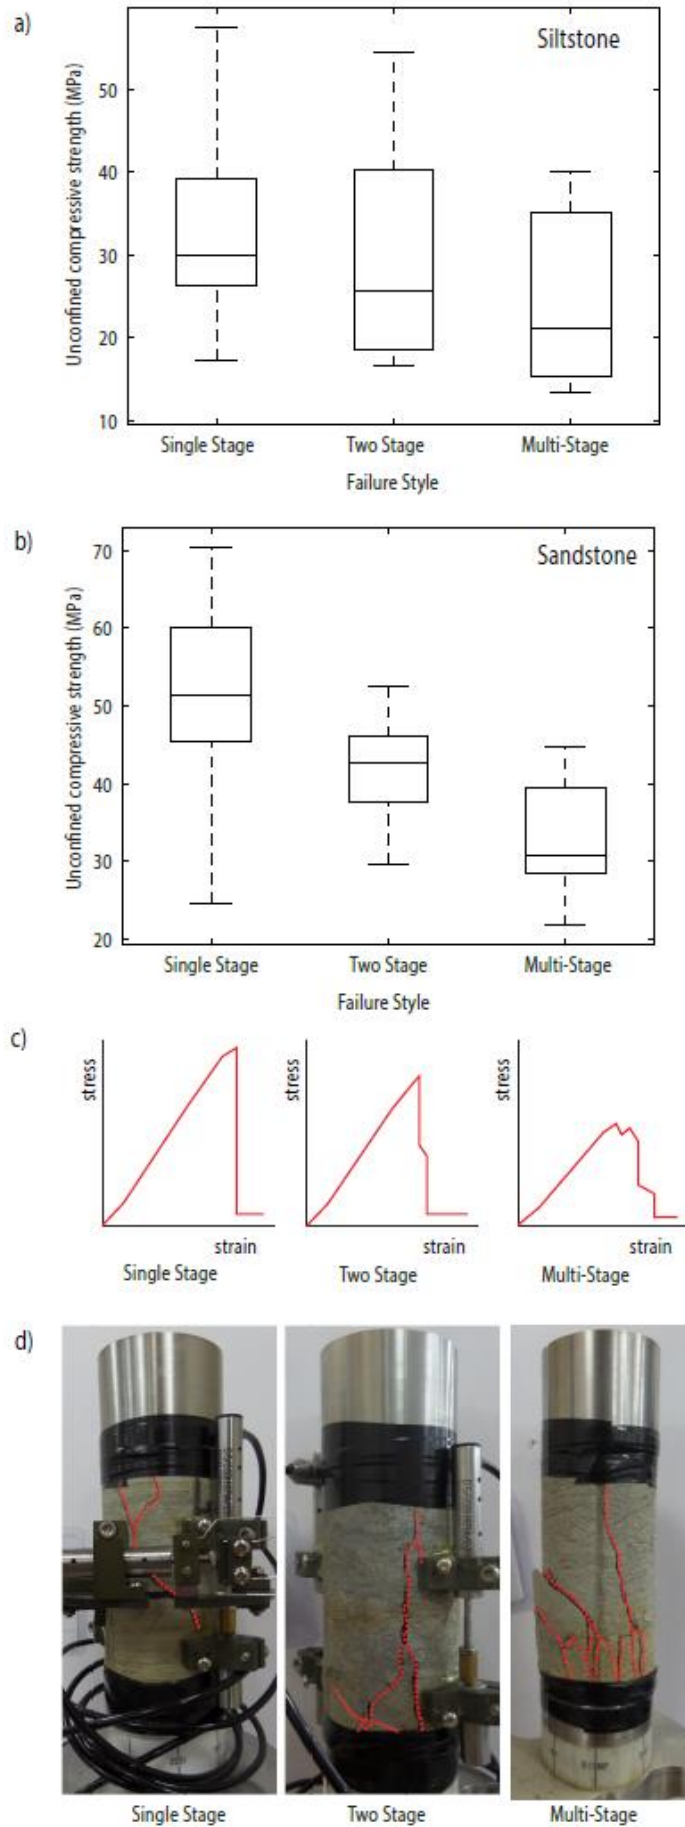 a)
Siltstone
Unconfined compressive strength (MPa)
50
40
30
20
10
Single Stage Two Stage Multi-Stage
Failure Style
b)
Sandstone
Unconfined compressive strength (MPa)
70
60
50
40
30
20
Single Stage Two Stage Multi-Stage
Failure Style
c)
stress stress stress
strain strain strain
Single Stage Two Stage Multi-Stage
d)
Single Stage Two Stage Multi-Stage